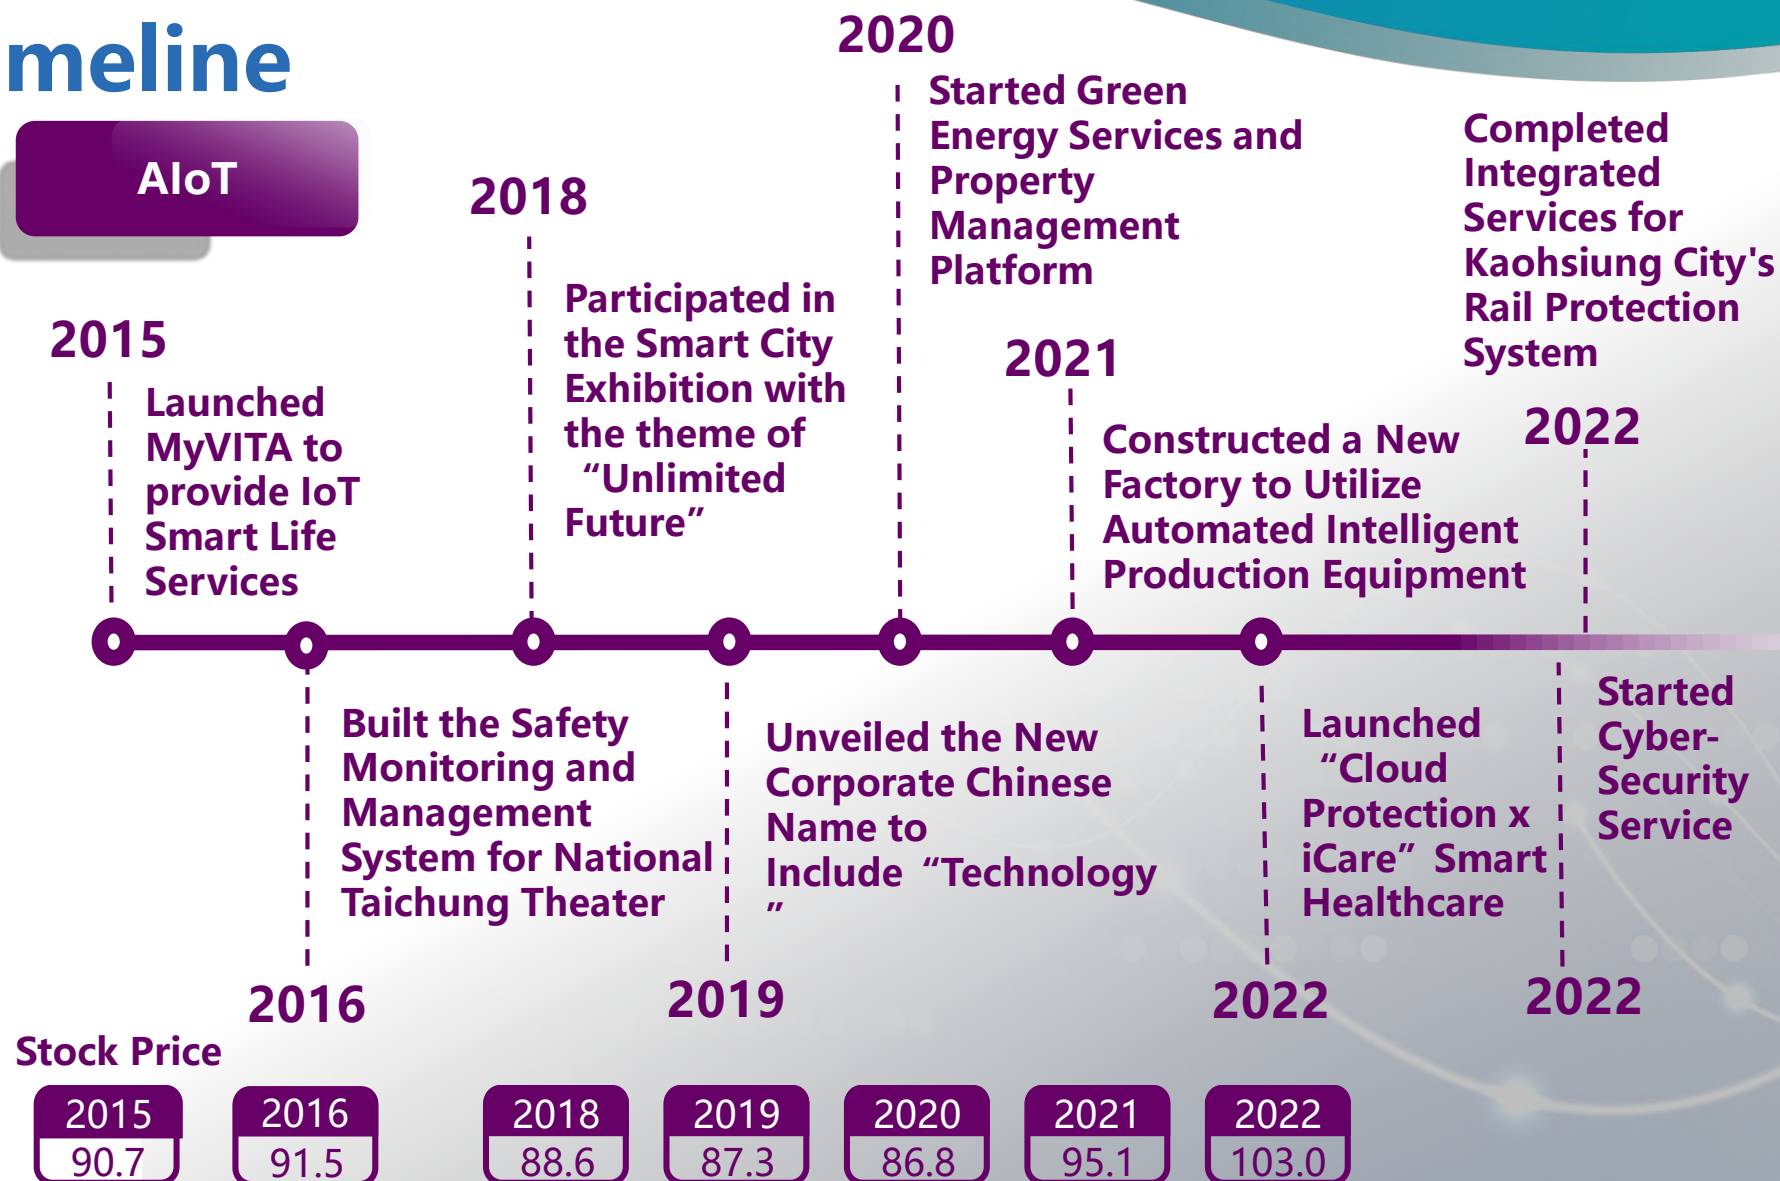 meline
AIoT
2015
Launched
MyVITA to
provide IoT
Smart Life
Services
2018
Participated in
the Smart City
Exhibition with
the theme of
“Unlimited
Future”
2020
Started Green
Energy Services and
Property
Management
Platform
2021
Constructed a New
Factory to Utilize
Automated Intelligent
Production Equipment
Completed
Integrated
Services for
Kaohsiung City's
Rail Protection
System
2022
Built the Safety
Monitoring and
Management
System for National
Taichung Theater
2016
Unveiled the New
Corporate Chinese
Name to
Include “Technology
”
2019
Launched
“Cloud
Protection x
iCare” Smart
Healthcare
2022
Started
Cyber-
Security
Service
2022
Stock Price
2015 2016 2018 2019 2020 2021 2022
90.7 91.5 88.6 87.3 86.8 95.1 103.0